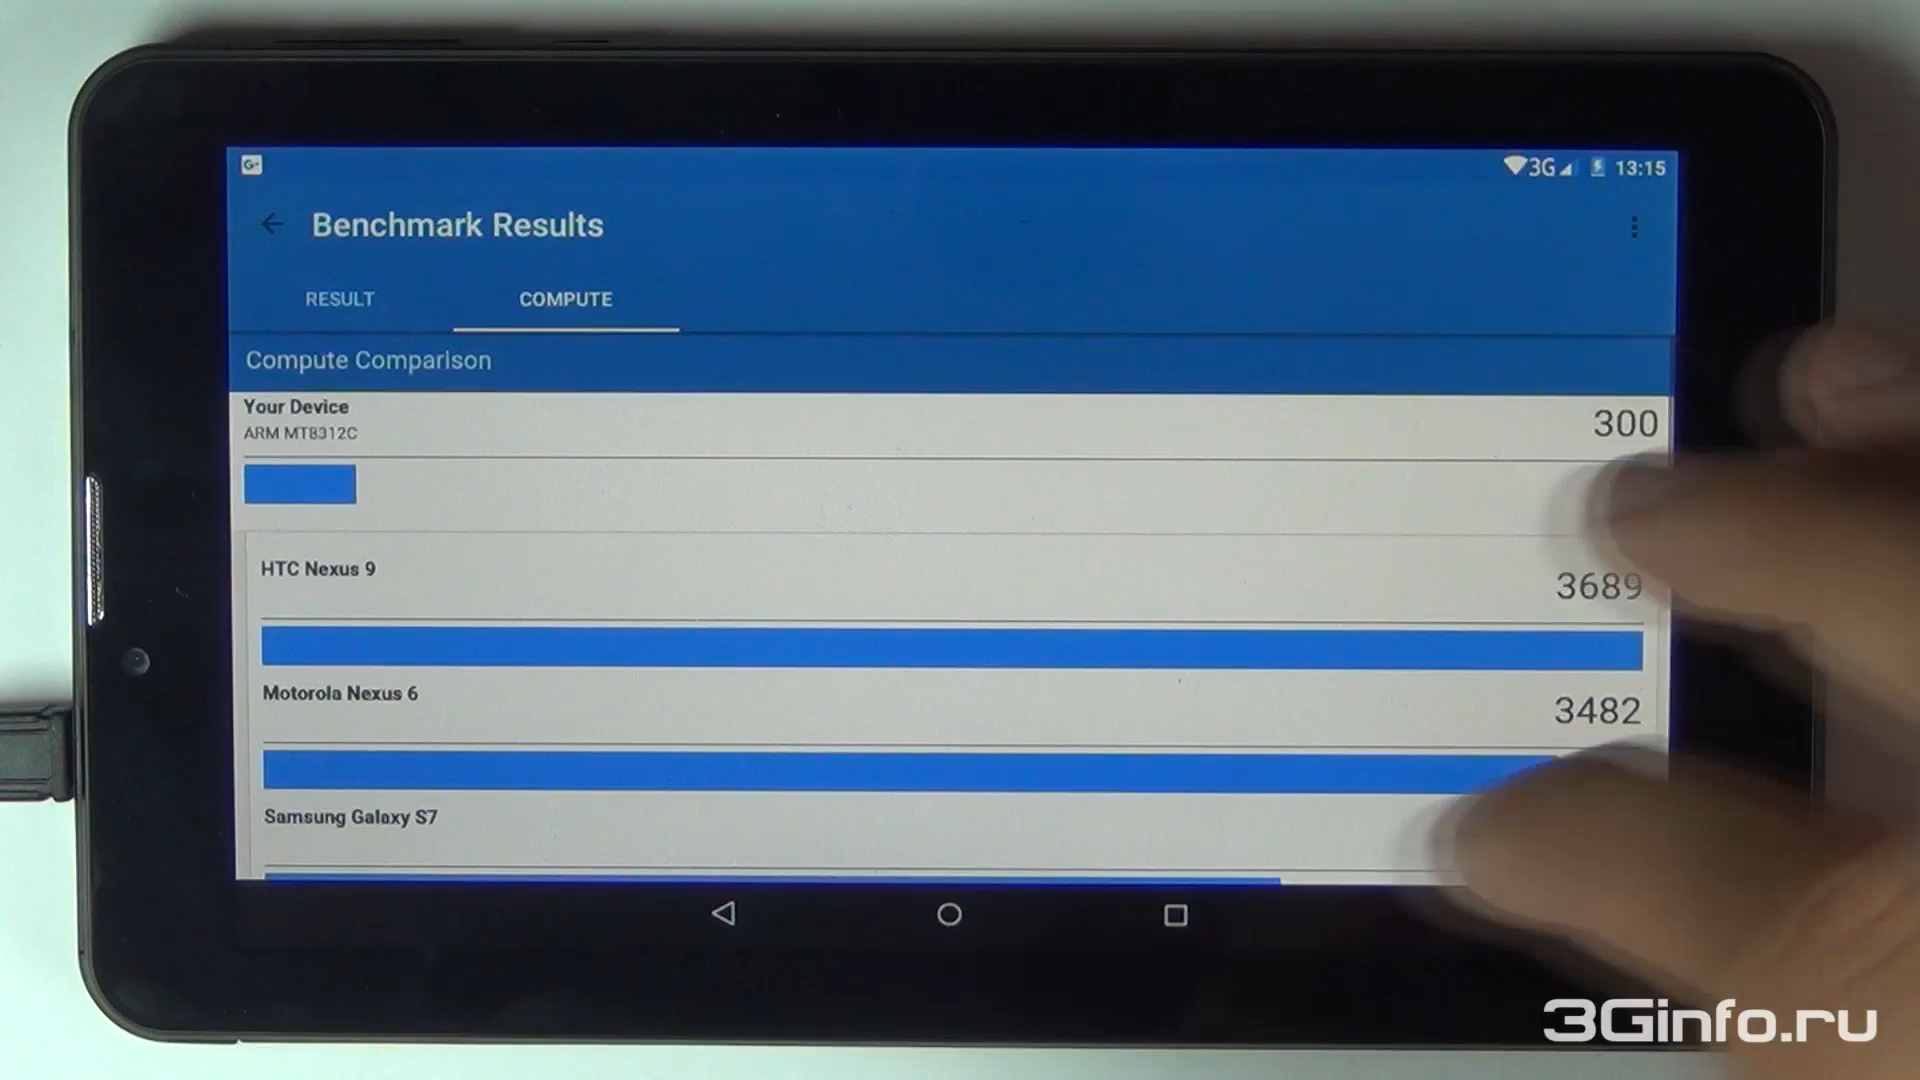 G+
3G 13:15
Benchmark Results
RESULT COMPUTE
Compute Comparison
Your Device
ARM MT8312C
300
HTC Nexus 9
3689
Motorola Nexus 6
3482
Samsung Galaxy S7
3Ginfo.ru